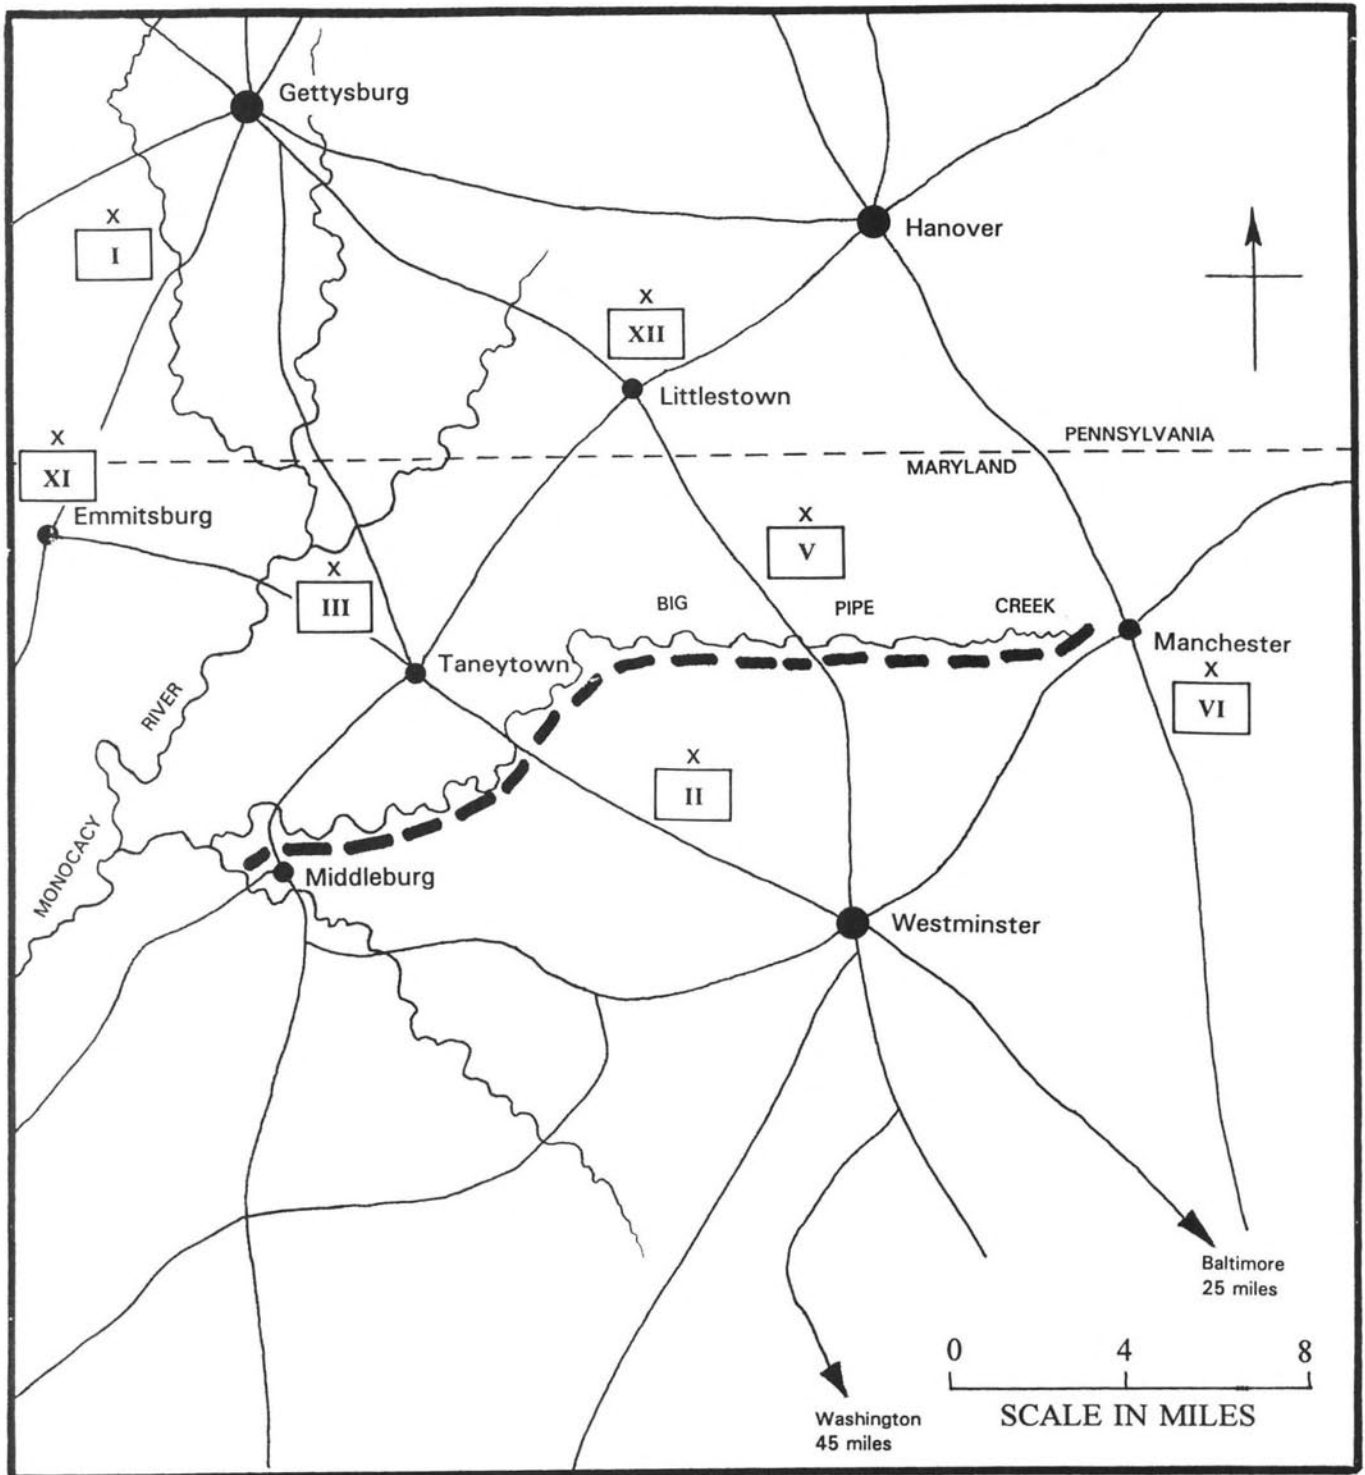 Gettysburg
X
I
Hanover
X
XII
Littlestown
PENNSYLVANIA
MARYLAND
X
XI
Emmitsburg
X
V
X
III
BIG PIPE CREEK
Manchester
Taneytown
X
VI
RIVER
X
II
MONOCACY
Middleburg
Westminster
Baltimore
25 miles
0 4 8
SCALE IN MILES
Washington
45 miles